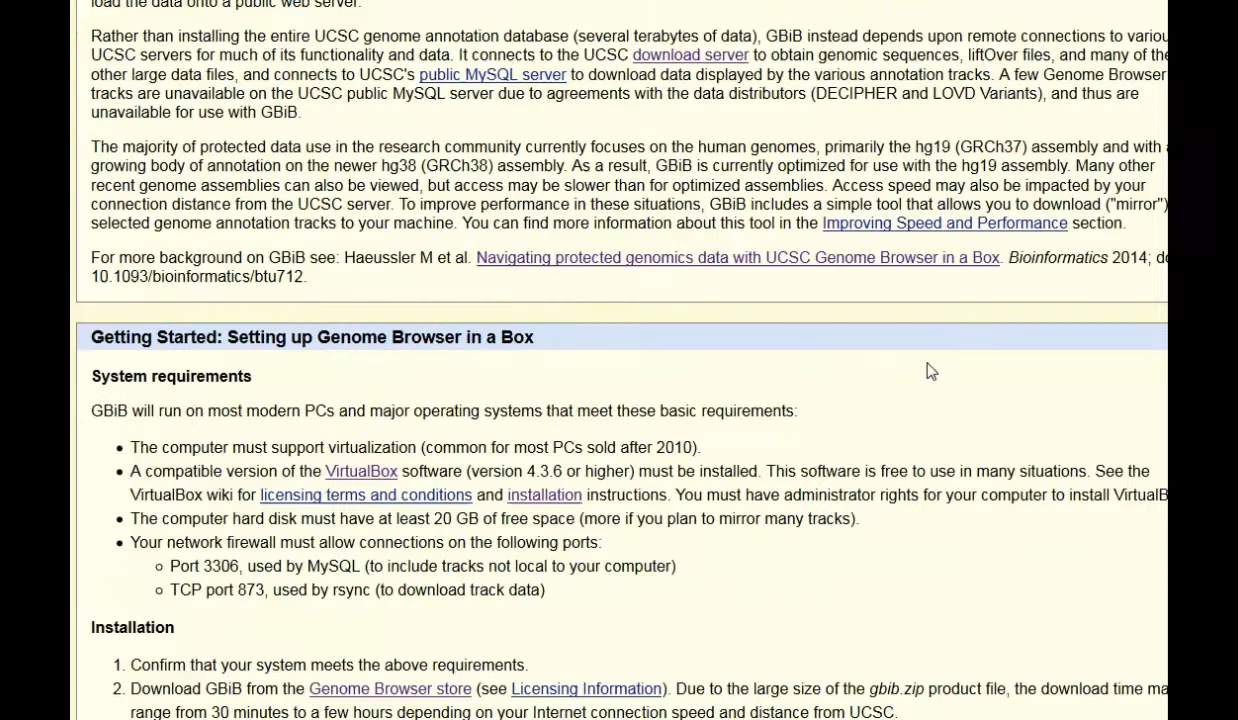 load the data onto a public web server.
Rather than installing the entire UCSC genome annotation database (several terabytes of data), GBiB instead depends upon remote connections to variou
UCSC servers for much of its functionality and data. It connects to the UCSC download server to obtain genomic sequences, liftOver files, and many of the
other large data files, and connects to UCSC's public MySQL server to download data displayed by the various annotation tracks. A few Genome Browser
tracks are unavailable on the UCSC public MySQL server due to agreements with the data distributors (DECIPHER and LOVD Variants), and thus are
unavailable for use with GBiB.
The majority of protected data use in the research community currently focuses on the human genomes, primarily the hg19 (GRCh37) assembly and with a
growing body of annotation on the newer hg38 (GRCh38) assembly. As a result, GBiB is currently optimized for use with the hg19 assembly. Many other
recent genome assemblies can also be viewed, but access may be slower than for optimized assemblies. Access speed may also be impacted by your
connection distance from the UCSC server. To improve performance in these situations, GBiB includes a simple tool that allows you to download ("mirror")
selected genome annotation tracks to your machine. You can find more information about this tool in the Improving Speed and Performance section.
For more background on GBiB see: Haeussler M et al. Navigating protected genomics data with UCSC Genome Browser in a Box. Bioinformatics 2014; do
10.1093/bioinformatics/btu712.
Getting Started: Setting up Genome Browser in a Box
System requirements
GBiB will run on most modern PCs and major operating systems that meet these basic requirements:
• The computer must support virtualization (common for most PCs sold after 2010).
• A compatible version of the VirtualBox software (version 4.3.6 or higher) must be installed. This software is free to use in many situations. See the
VirtualBox wiki for licensing terms and conditions and installation instructions. You must have administrator rights for your computer to install VirtualB
• The computer hard disk must have at least 20 GB of free space (more if you plan to mirror many tracks).
• Your network firewall must allow connections on the following ports:
o Port 3306, used by MySQL (to include tracks not local to your computer)
o TCP port 873, used by rsync (to download track data)
Installation
1. Confirm that your system meets the above requirements.
2. Download GBiB from the Genome Browser store (see Licensing Information). Due to the large size of the gbib.zip product file, the download time ma
range from 30 minutes to a few hours depending on your Internet connection speed and distance from UCSC.